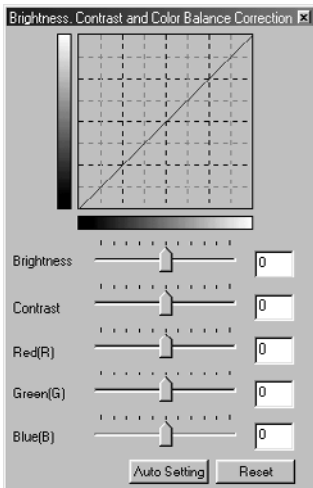 Brightness. Contrast and Color Balance Correction
Brightness 0
Contrast 0
Red(R) 0
Green(G) 0
Blue(B) 0
Auto Setting Reset